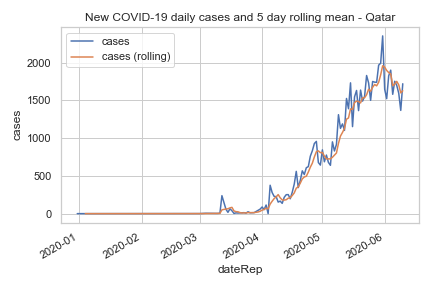 New COVID-19 daily cases and 5 day rolling mean - Qatar
cases
cases (rolling)
2000
1500
1000
500
0
cases
2020-01
2020-02
2020-03
2020-04
2020-05
2020-06
dateRep